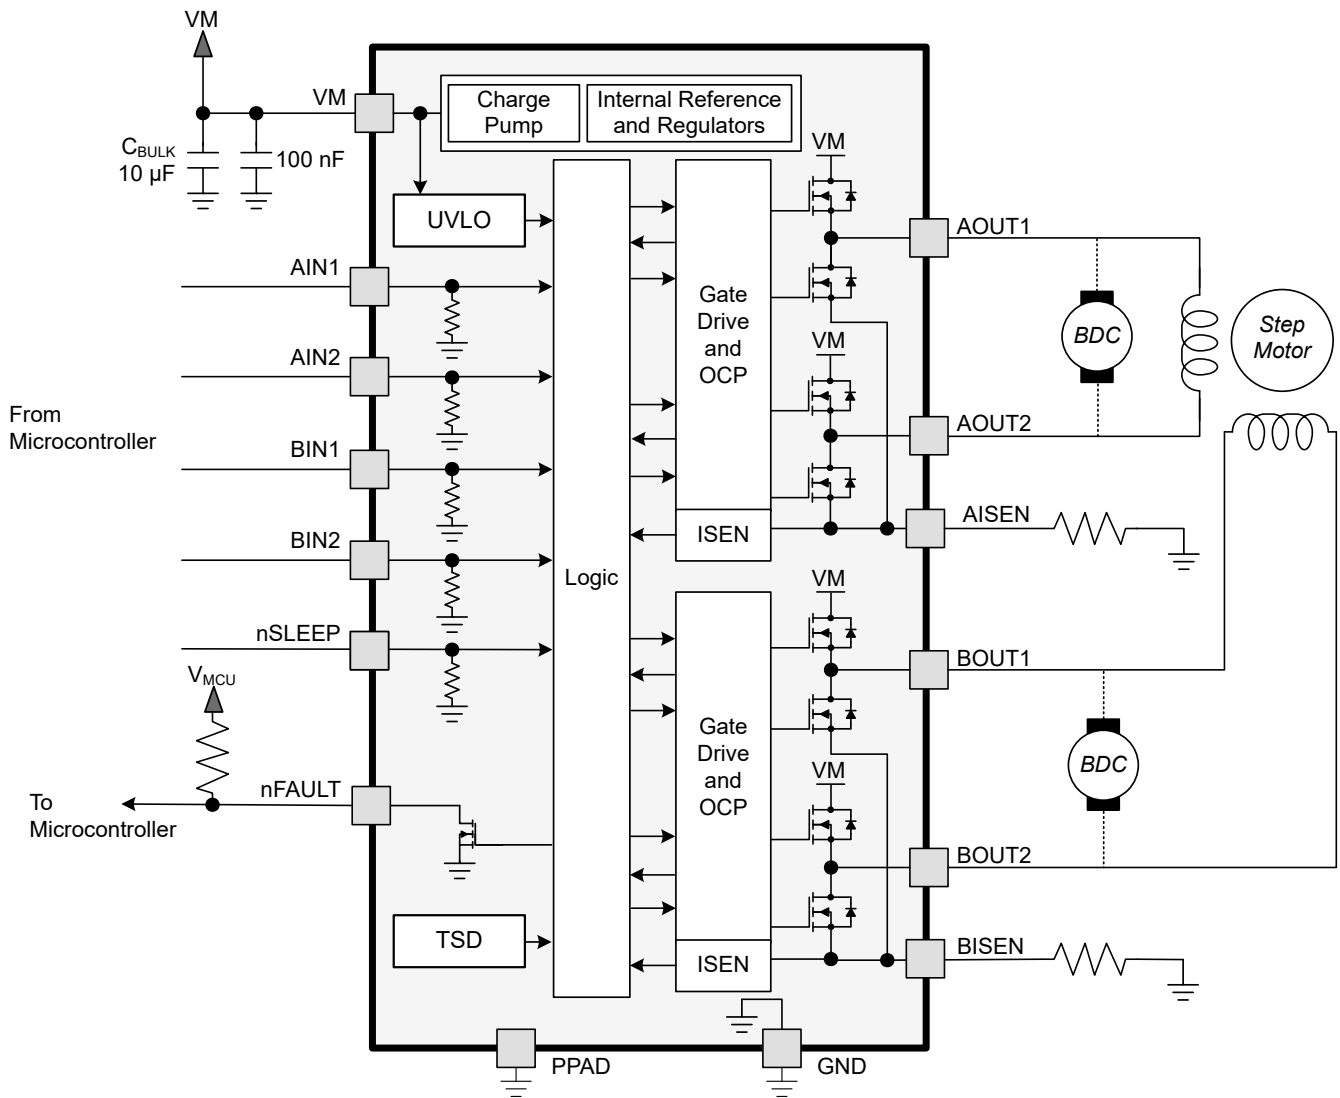 VM
VM
Charge
Pump
Internal Reference
and Regulators
C_BULK
10 µF
100 nF
VM
UVLO
AOUT1
AIN1
Gate
Drive
and
OCP
BDC
Step
Motor
VM
AIN2
From
Microcontroller
AOUT2
BIN1
AISEN
ISEN
BIN2
Logic
VM
nSLEEP
BOUT1
V_MCU
Gate
Drive
and
OCP
BDC
VM
nFAULT
To
Microcontroller
BOUT2
TSD
ISEN
BISEN
PPAD
GND